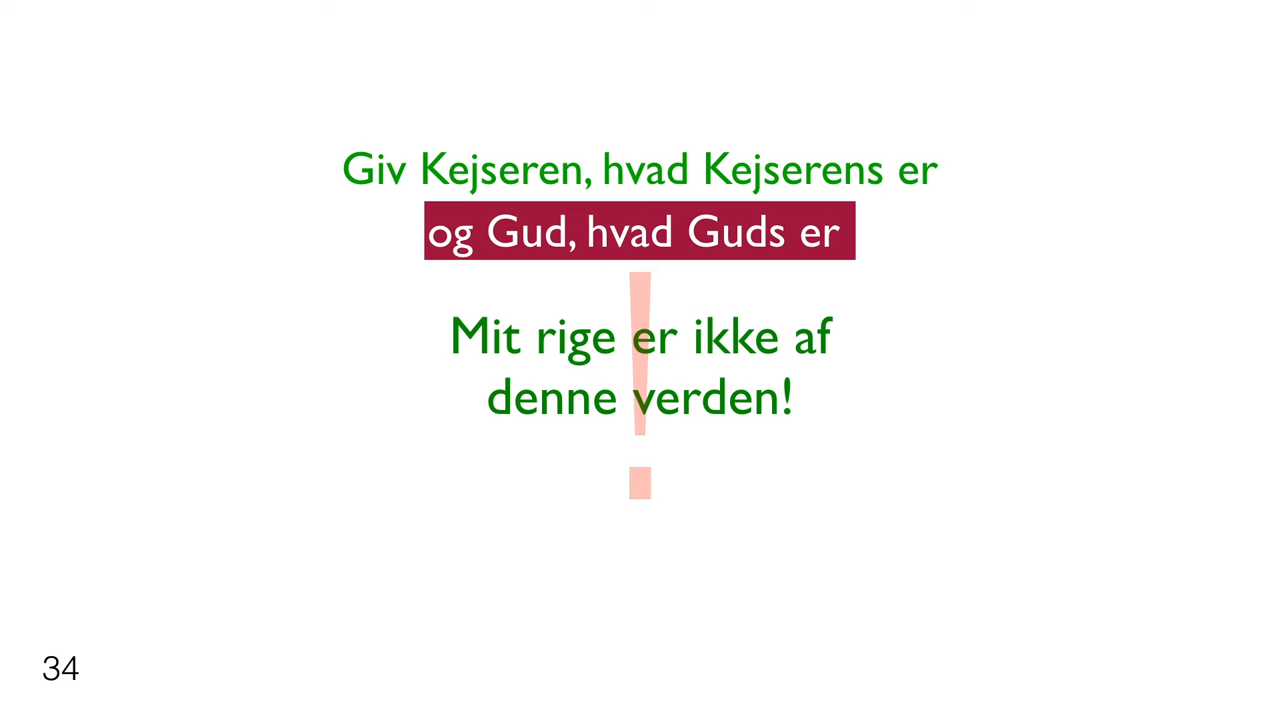 Giv Kejseren, hvad Kejserens er
og Gud, hvad Guds er
!
Mit rige er ikke af
denne verden!
34